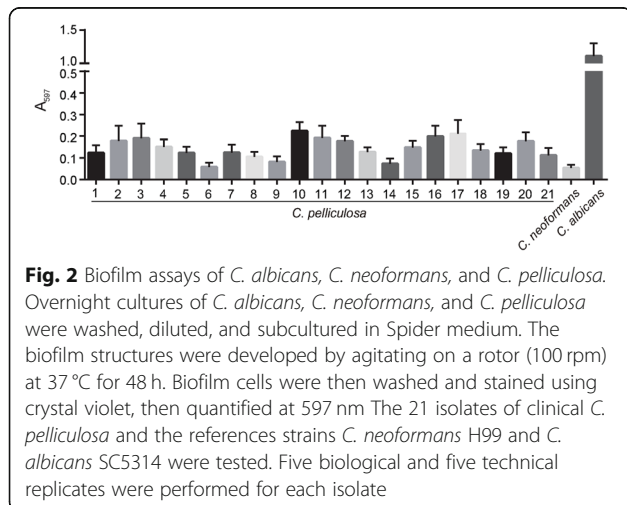 1.5
1.0
0.5
0.4
0.3
0.2
0.1
0.0
A597
1 2 3 4 5 6 7 8 9 10 11 12 13 14 15 16 17 18 19 20 21
C. pelliculosa
C. neoformans
C. albicans
Fig. 2 Biofilm assays of C. albicans, C. neoformans, and C. pelliculosa.
Overnight cultures of C. albicans, C. neoformans, and C. pelliculosa
were washed, diluted, and subcultured in Spider medium. The
biofilm structures were developed by agitating on a rotor (100 rpm)
at 37 °C for 48 h. Biofilm cells were then washed and stained using
crystal violet, then quantified at 597 nm The 21 isolates of clinical C.
pelliculosa and the references strains C. neoformans H99 and C.
albicans SC5314 were tested. Five biological and five technical
replicates were performed for each isolate